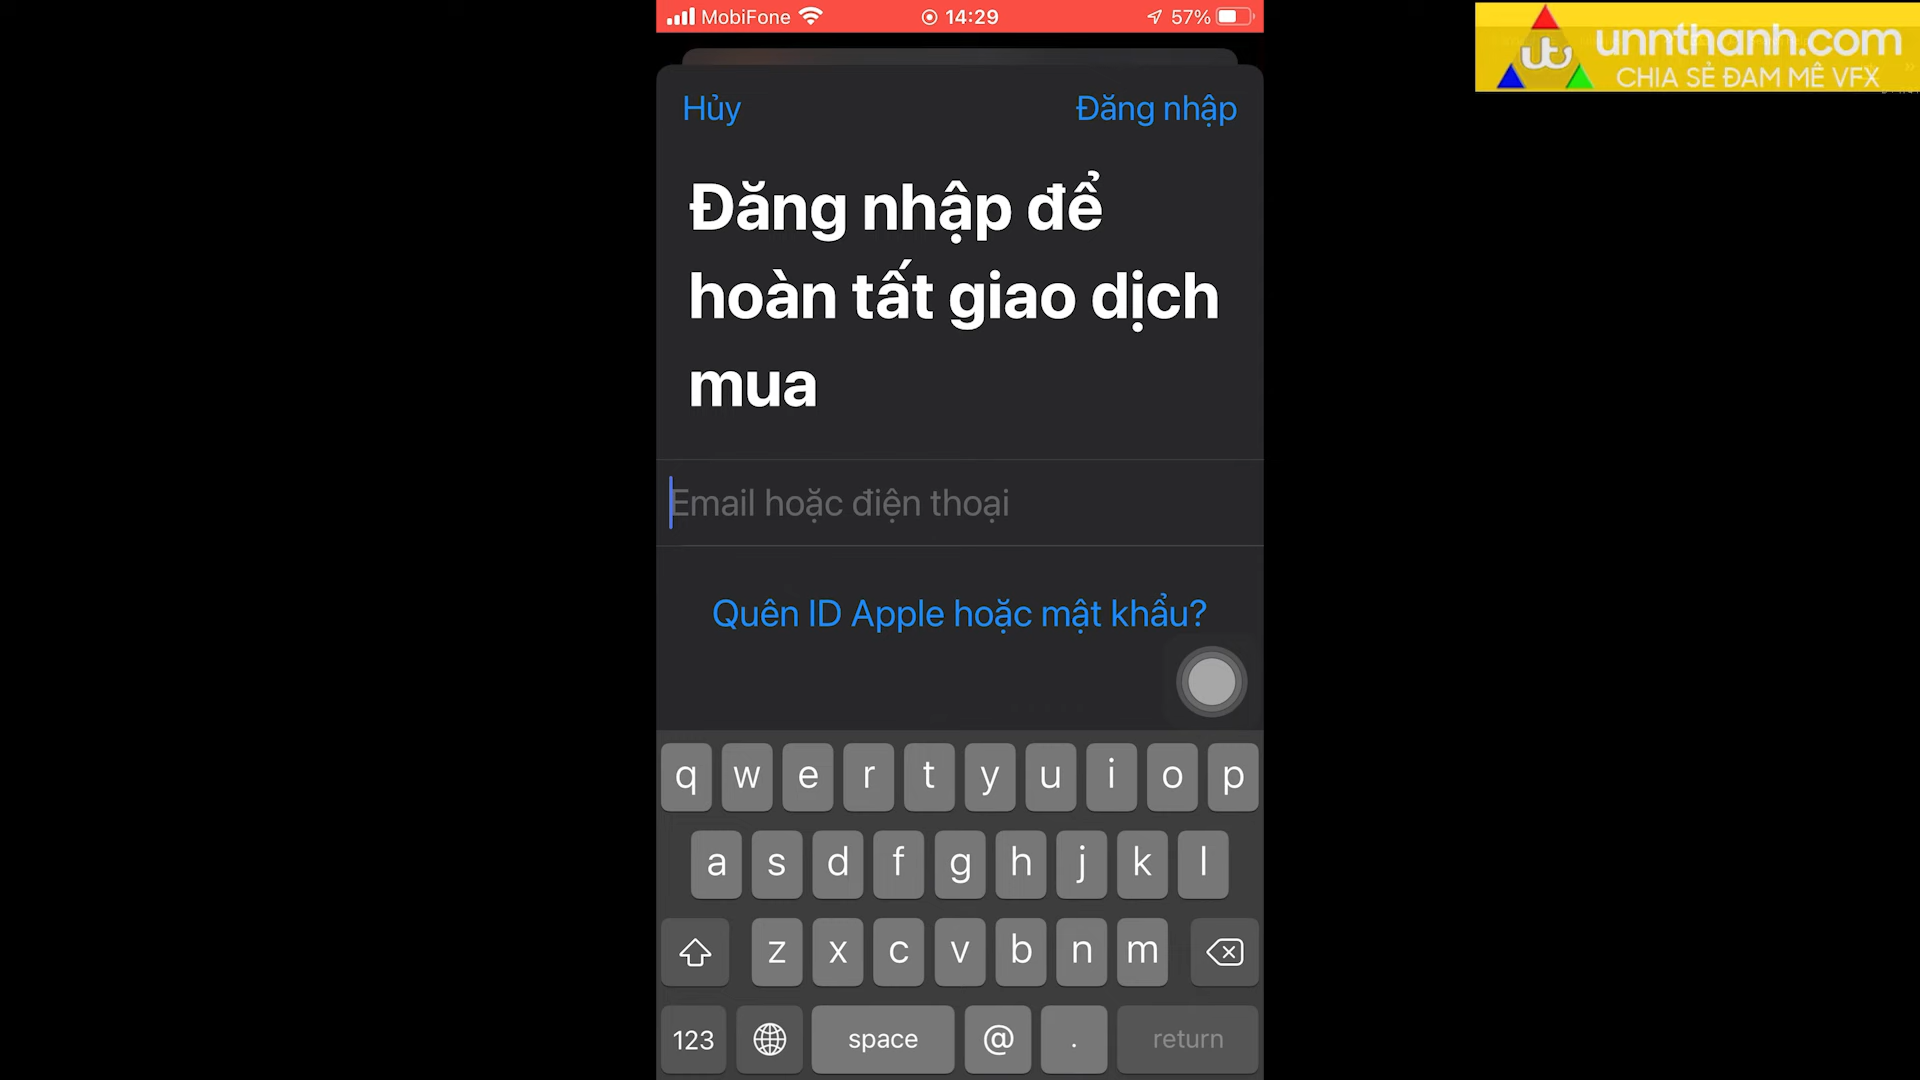 MobiFone 14:29 57%
unnthanh.com
CHIA SẺ ĐAM MÊ VFX
ut
Hủy Đăng nhập
Đăng nhập để
hoàn tất giao dịch
mua
Email hoặc điện thoại
Quên ID Apple hoặc mật khẩu?
q w e r t y u i o p
a s d f g h j k l
z x c v b n m
123 space @ . return